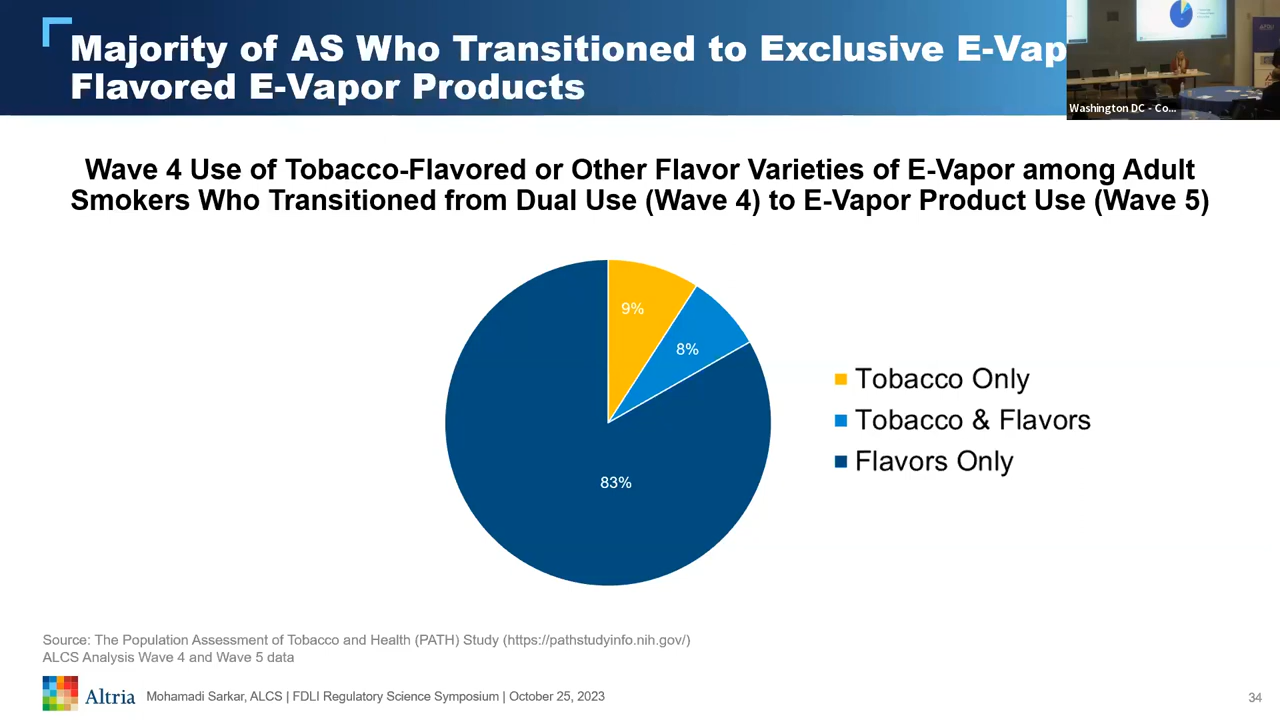 Majority of AS Who Transitioned to Exclusive E-Vap
Flavored E-Vapor Products
Washington DC - Co...
Wave 4 Use of Tobacco-Flavored or Other Flavor Varieties of E-Vapor among Adult
Smokers Who Transitioned from Dual Use (Wave 4) to E-Vapor Product Use (Wave 5)
9%
8%
83%
Tobacco Only
Tobacco & Flavors
Flavors Only
Source: The Population Assessment of Tobacco and Health (PATH) Study (https://pathstudyinfo.nih.gov/)
ALCS Analysis Wave 4 and Wave 5 data
Altria
Mohamadi Sarkar, ALCS | FDLI Regulatory Science Symposium | October 25, 2023
34